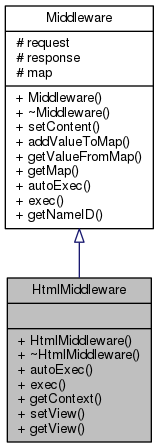 Middleware
# request
# response
# map
+ Middleware()
+ ~Middleware()
+ setContent()
+ addValueToMap()
+ getValueFromMap()
+ getMap()
+ autoExec()
+ exec()
+ getNameID()
HtmlMiddleware
+ HtmlMiddleware()
+ ~HtmlMiddleware()
+ autoExec()
+ exec()
+ getContext()
+ setView()
+ getView()